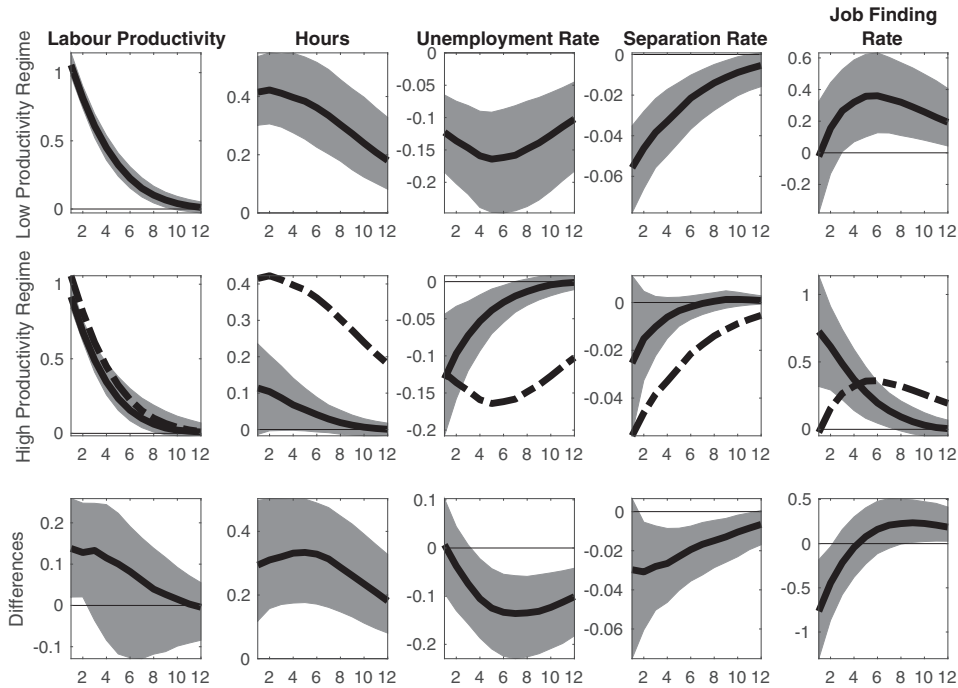 Labour Productivity Hours Unemployment Rate Separation Rate Job Finding Rate
Low Productivity Regime
1 0.5 0
2 4 6 8 10 12
0.4 0.2 0
2 4 6 8 10 12
0 -0.05 -0.1 -0.15 -0.2
2 4 6 8 10 12
0 -0.02 -0.04 -0.06
2 4 6 8 10 12
0.6 0.4 0.2 0 -0.2
2 4 6 8 10 12
High Productivity Regime
1 0.5 0
2 4 6 8 10 12
0.4 0.3 0.2 0.1 0
2 4 6 8 10 12
0 -0.05 -0.1 -0.15 -0.2
2 4 6 8 10 12
0 -0.02 -0.04
2 4 6 8 10 12
1 0.5 0
2 4 6 8 10 12
Differences
0.2 0.1 0 -0.1
2 4 6 8 10 12
0.4 0.2 0
2 4 6 8 10 12
0.1 0 -0.1 -0.2
2 4 6 8 10 12
0 -0.02 -0.04 -0.06
2 4 6 8 10 12
0.5 0 -0.5 -1
2 4 6 8 10 12